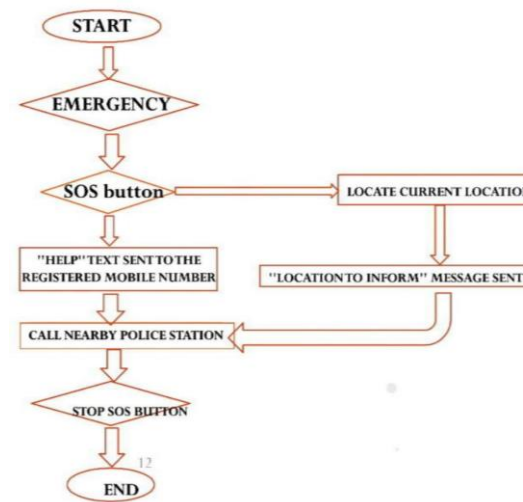 START
EMERGENCY
SOS button
LOCATE CURRENT LOCATION
"HELP" TEXT SENT TO THE
REGISTERED MOBILE NUMBER
"LOCATION TO INFORM" MESSAGE SENT
CALL NEARBY POLICE STATION
STOP SOS BUTTON
12
END